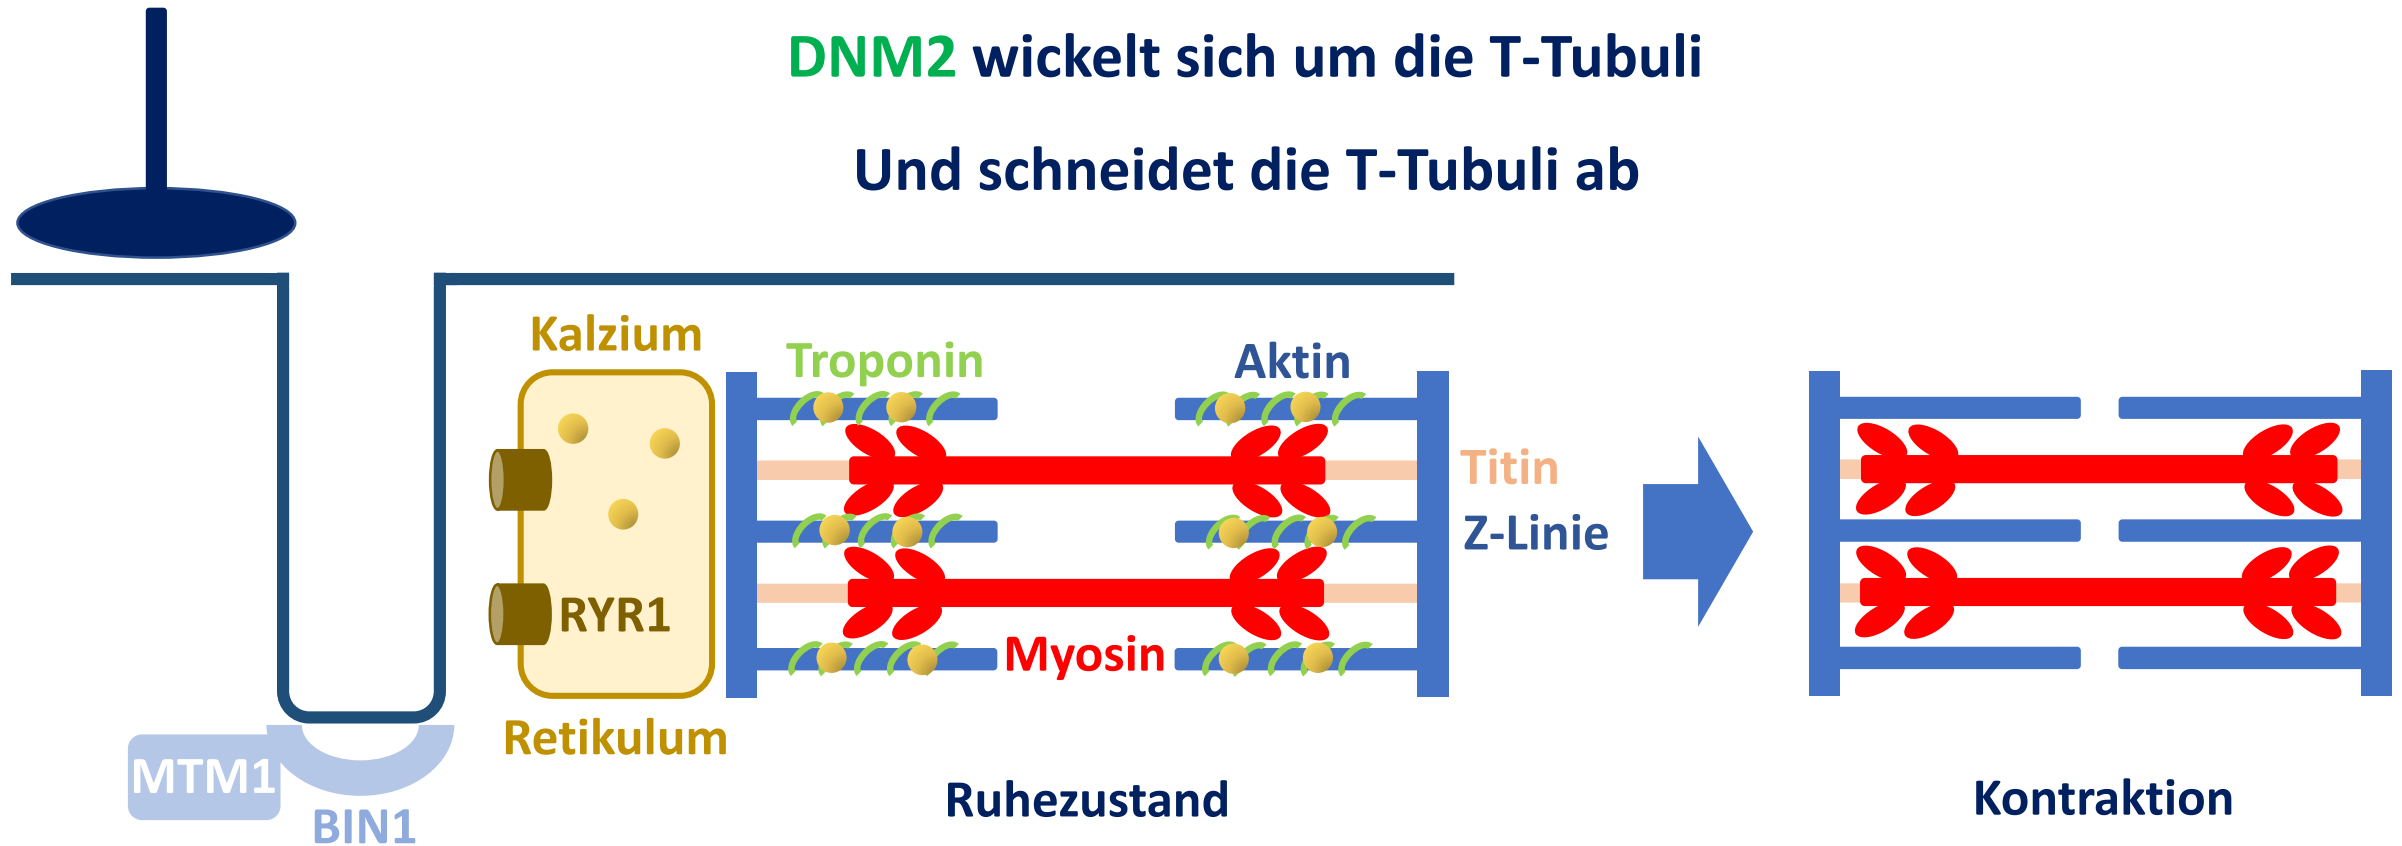 DNM2 wickelt sich um die T-Tubuli
Und schneidet die T-Tubuli ab
Kalzium
Troponin
Aktin
Titin
Z-Linie
RYR1
Myosin
Retikulum
MTM1
BIN1
Ruhezustand
Kontraktion